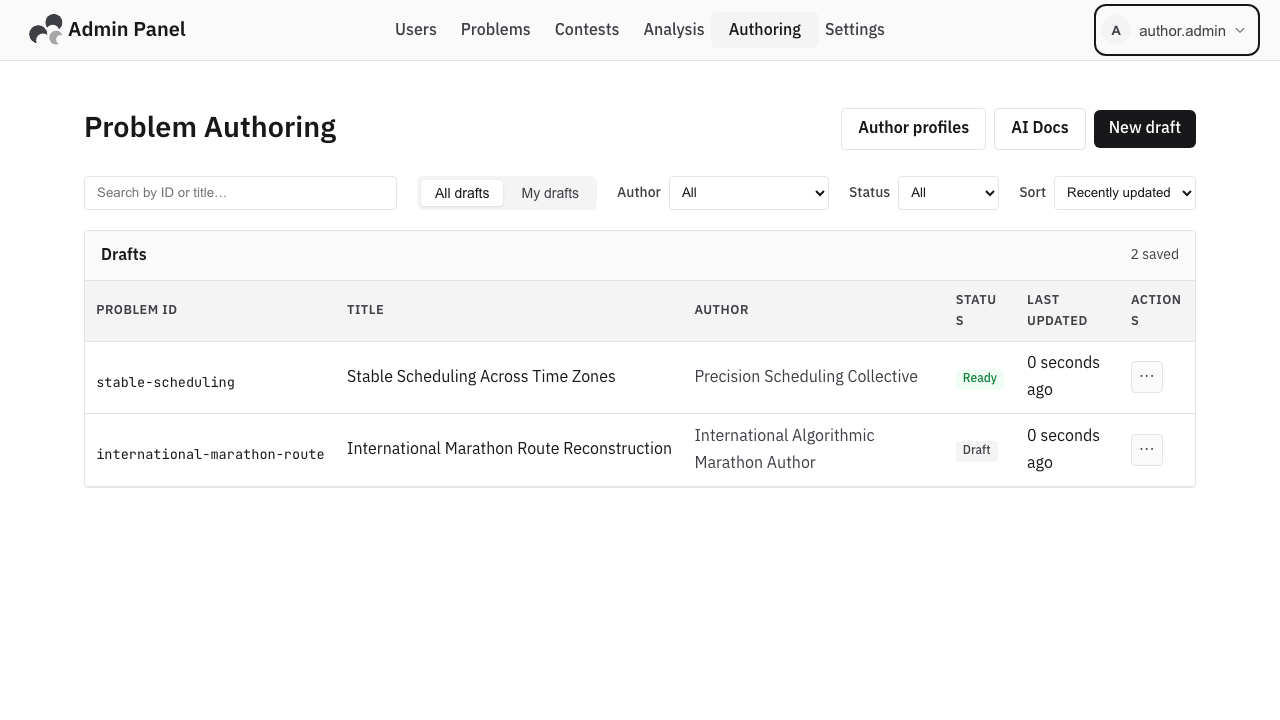 Admin Panel
Users Problems Contests Analysis Authoring Settings
A author.admin
Problem Authoring
Author profiles AI Docs New draft
Search by ID or title... All drafts My drafts Author All Status All Sort Recently updated
Drafts 2 saved
PROBLEM ID TITLE AUTHOR STATU
S LAST
UPDATED ACTION
S
stable-scheduling Stable Scheduling Across Time Zones Precision Scheduling Collective Ready 0 seconds
ago ...
international-marathon-route International Marathon Route Reconstruction International Algorithmic
Marathon Author Draft 0 seconds
ago ...